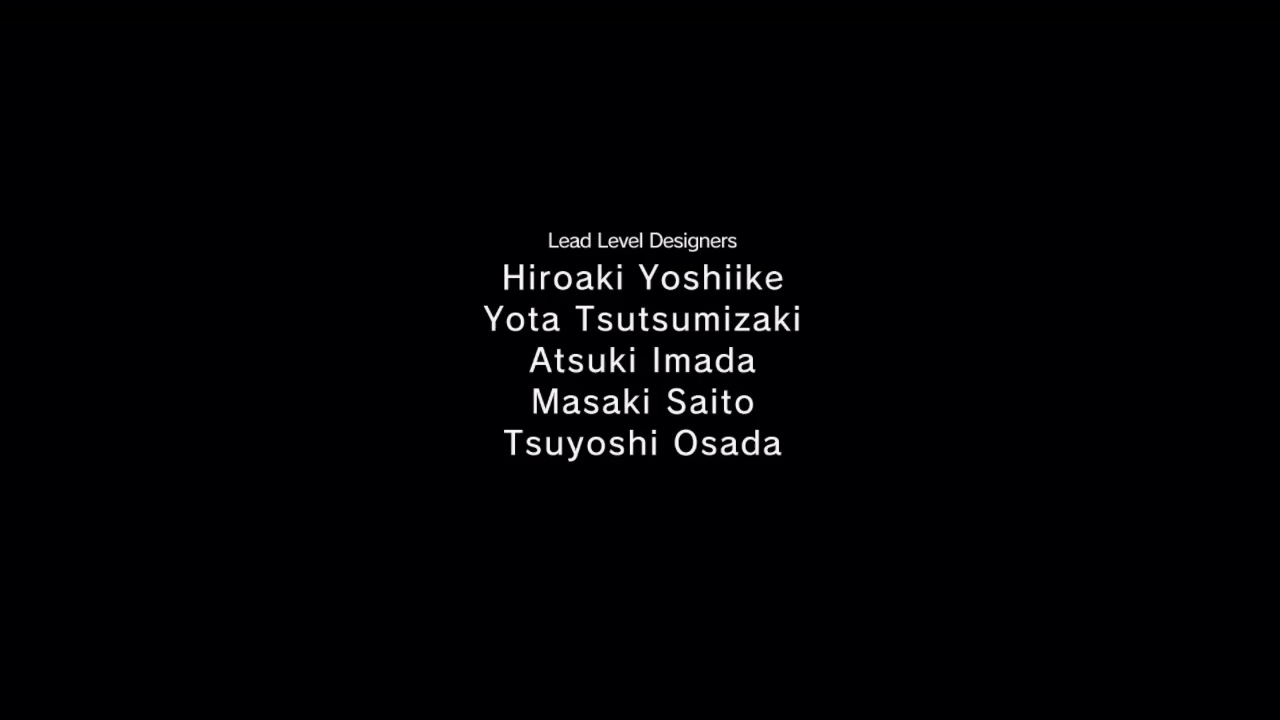 Lead Level Designers
Hiroaki Yoshiike
Yota Tsutsumizaki
Atsuki Imada
Masaki Saito
Tsuyoshi Osada